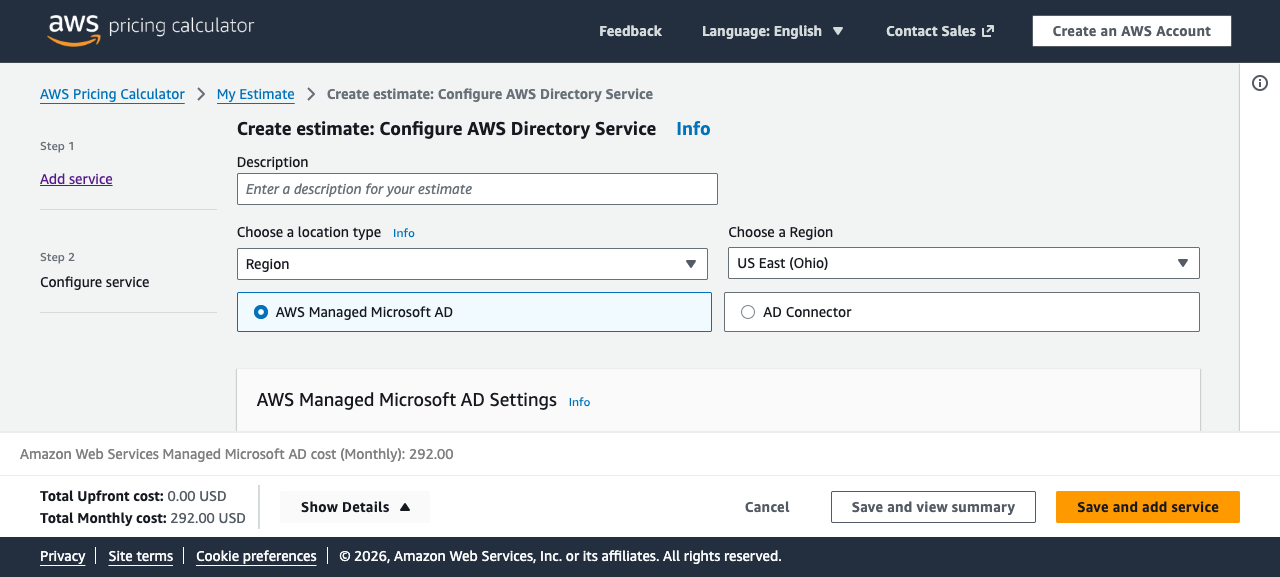 aws pricing calculator
Feedback
Language: English
Contact Sales
Create an AWS Account
AWS Pricing Calculator
My Estimate
Create estimate: Configure AWS Directory Service
Step 1
Add service
Step 2
Configure service
Create estimate: Configure AWS Directory Service Info
Description
Enter a description for your estimate
Choose a location type Info
Region
Choose a Region
US East (Ohio)
AWS Managed Microsoft AD
AD Connector
AWS Managed Microsoft AD Settings Info
Amazon Web Services Managed Microsoft AD cost (Monthly): 292.00
Total Upfront cost: 0.00 USD
Total Monthly cost: 292.00 USD
Show Details
Cancel
Save and view summary
Save and add service
Privacy
Site terms
Cookie preferences
© 2026, Amazon Web Services, Inc. or its affiliates. All rights reserved.